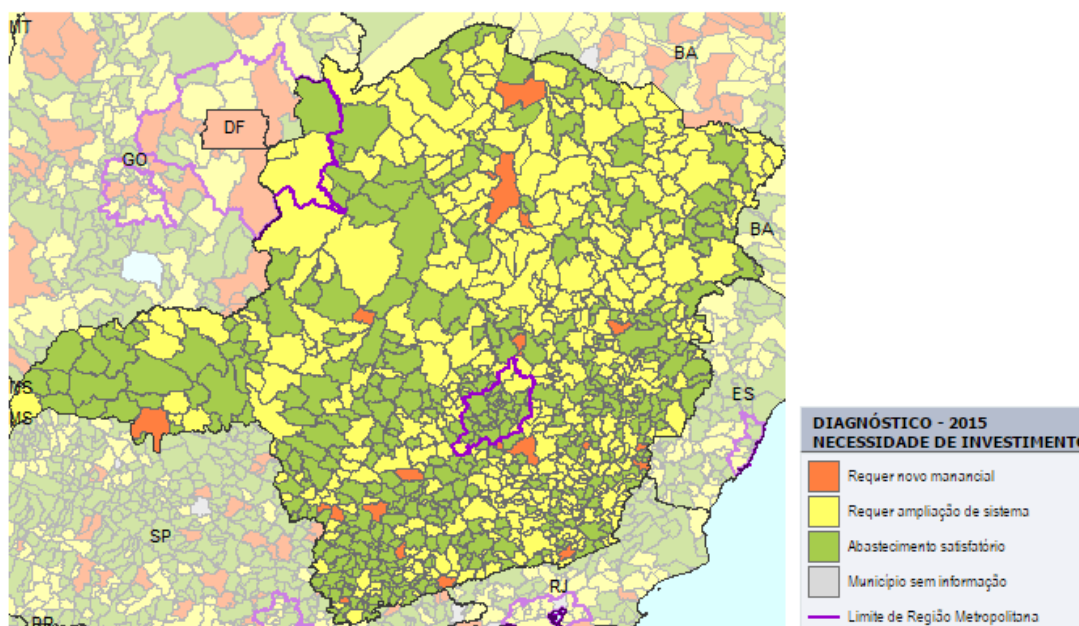 MT
BA
DF
GO
BA
MS
MS
ES
SP
RJ
PR
DIAGNÓSTICO - 2015
NECESSIDADE DE INVESTIMENTO
Requer novo manancial
Requer ampliação de sistema
Abastecimento satisfatório
Município sem informação
Limite de Região Metropolitana